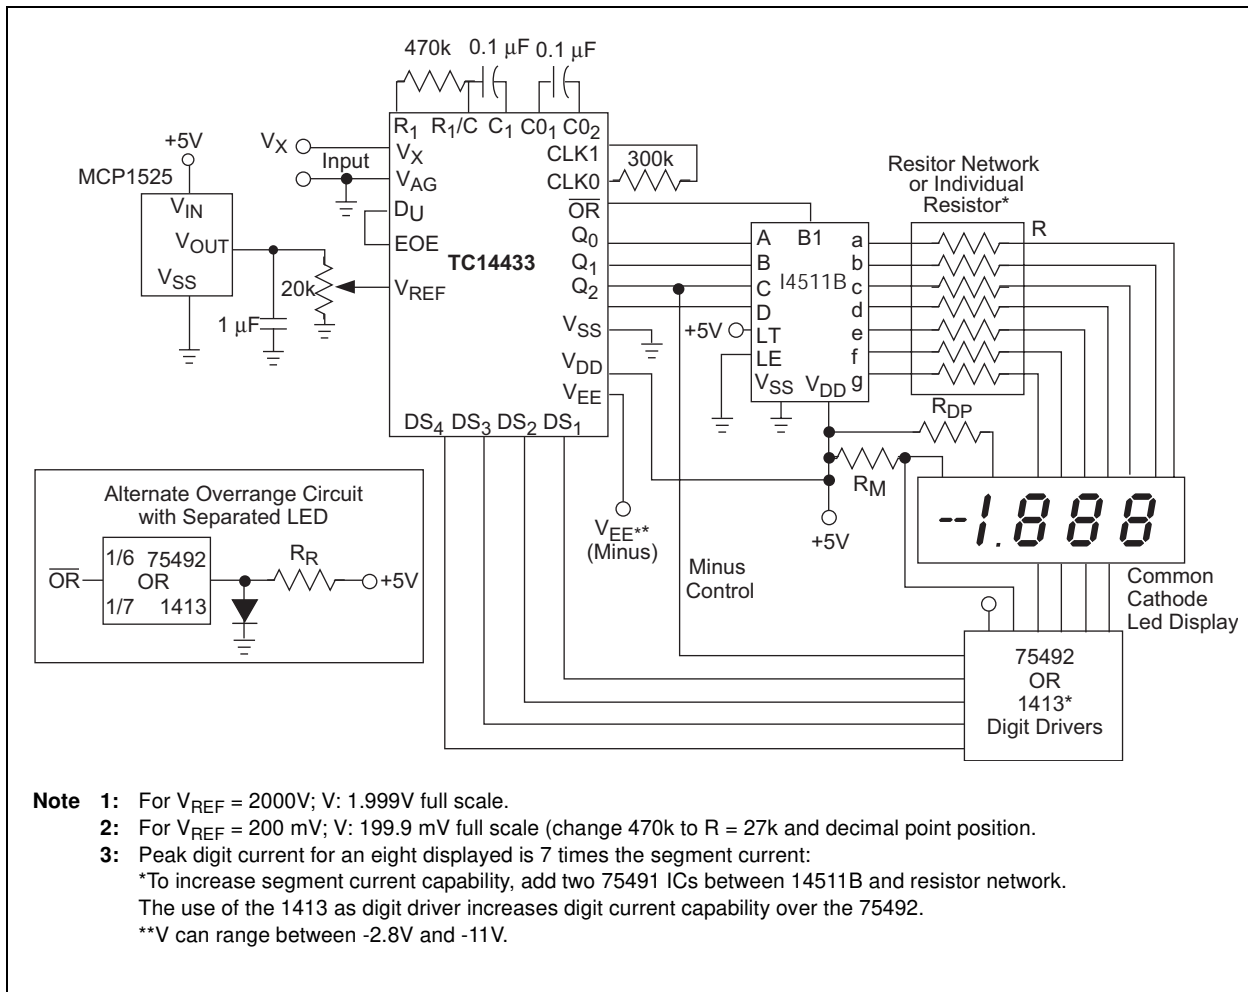 470k 0.1 µF 0.1 µF
R1 R1/C C1 C01 C02
VX
VX
Input
VAG
DU
EOE
TC14433
VREF
CLK1
CLK0
300k
OR
Q0
Q1
Q2
VSS
VDD
VEE
DS4 DS3 DS2 DS1
+5V
MCP1525
VIN
VOUT
VSS
20k
1 µF
Resitor Network
or Individual
Resistor*
R
A B1 a
B b
C I4511B c
D d
+5V
LT e
LE f
VSS VDD g
RDP
RM
+5V
VEE**
(Minus)
Minus
Control
-1.888
Common
Cathode
Led Display
75492
OR
1413*
Digit Drivers
Alternate Overrange Circuit
with Separated LED
OR
1/6 75492
OR
1/7 1413
RR
+5V
Note 1: For VREF = 2000V; V: 1.999V full scale.
2: For VREF = 200 mV; V: 199.9 mV full scale (change 470k to R = 27k and decimal point position.
3: Peak digit current for an eight displayed is 7 times the segment current:
*To increase segment current capability, add two 75491 ICs between 14511B and resistor network.
The use of the 1413 as digit driver increases digit current capability over the 75492.
**V can range between -2.8V and -11V.